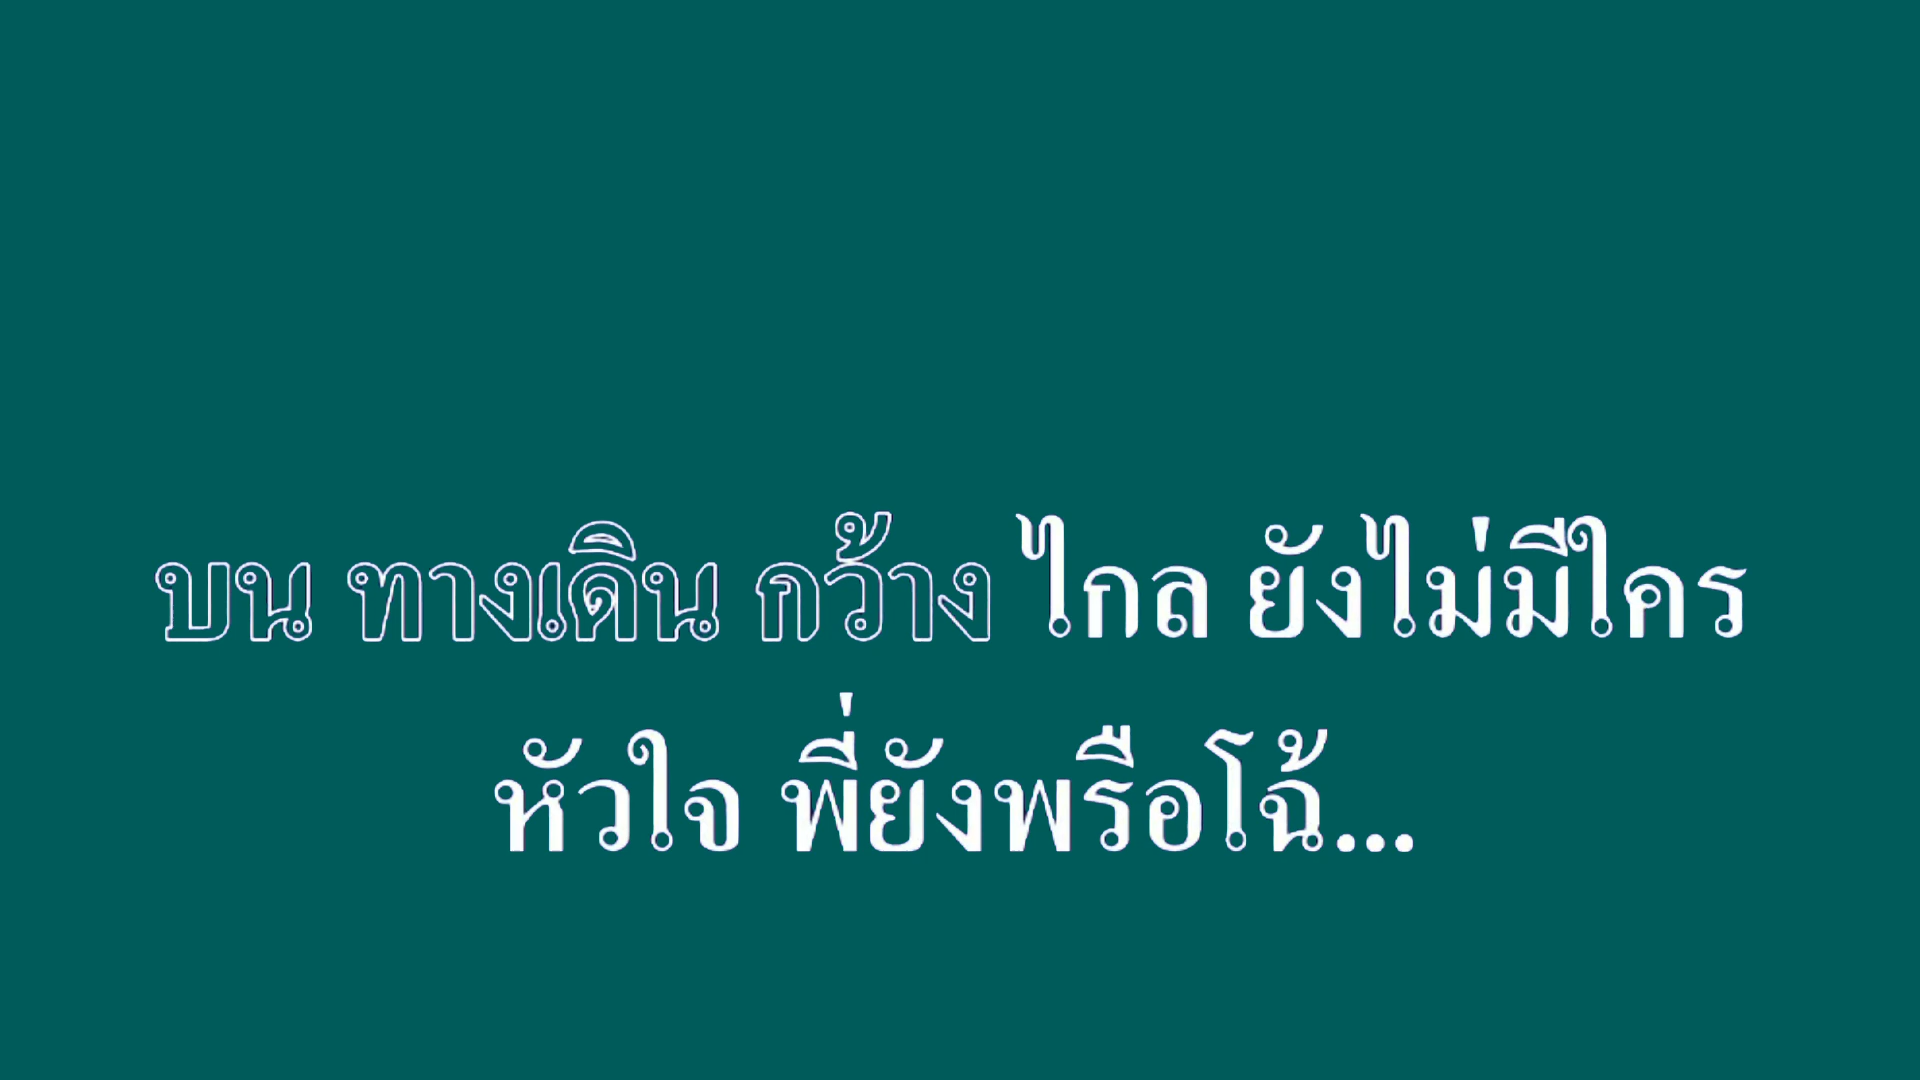 บน ทางเดิน กว้าง ไกล ยังไม่มีใคร
หัวใจ พี่ยังพรือโฉ้...